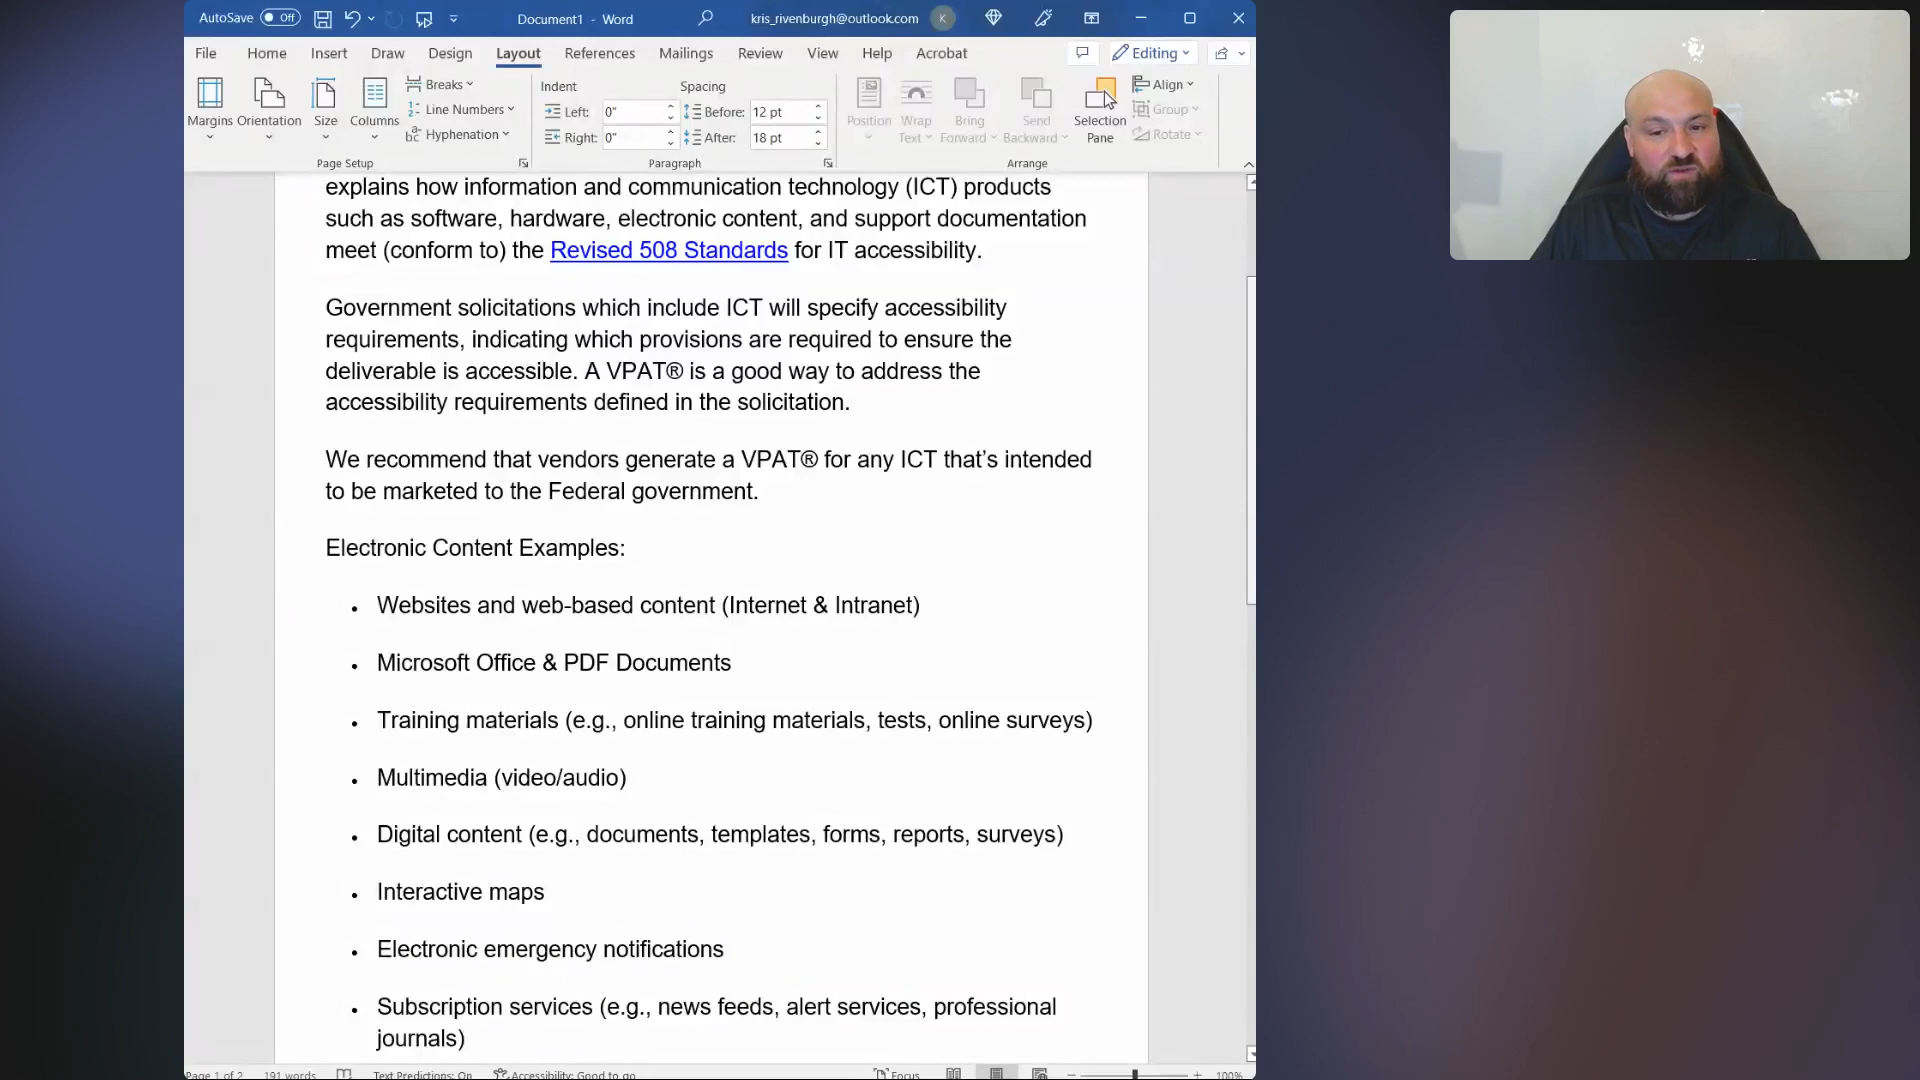 AutoSave Off Document1 - Word kris_rivenburgh@outlook.com K
File Home Insert Draw Design Layout References Mailings Review View Help Acrobat Editing
Margins Orientation Size Columns
Breaks
Line Numbers
Hyphenation
Page Setup
Indent
Left: 0"
Right: 0"
Spacing
Before: 12 pt
After: 18 pt
Paragraph
Position
Wrap Text
Bring Forward
Send Backward
Selection Pane
Align
Group
Rotate
Arrange
explains how information and communication technology (ICT) products
such as software, hardware, electronic content, and support documentation
meet (conform to) the Revised 508 Standards for IT accessibility.
Government solicitations which include ICT will specify accessibility
requirements, indicating which provisions are required to ensure the
deliverable is accessible. A VPAT® is a good way to address the
accessibility requirements defined in the solicitation.
We recommend that vendors generate a VPAT® for any ICT that’s intended
to be marketed to the Federal government.
Electronic Content Examples:
• Websites and web-based content (Internet & Intranet)
• Microsoft Office & PDF Documents
• Training materials (e.g., online training materials, tests, online surveys)
• Multimedia (video/audio)
• Digital content (e.g., documents, templates, forms, reports, surveys)
• Interactive maps
• Electronic emergency notifications
• Subscription services (e.g., news feeds, alert services, professional
journals)
Page 1 of 2 191 words Text Predictions: On Accessibility: Good to go Focus 100%